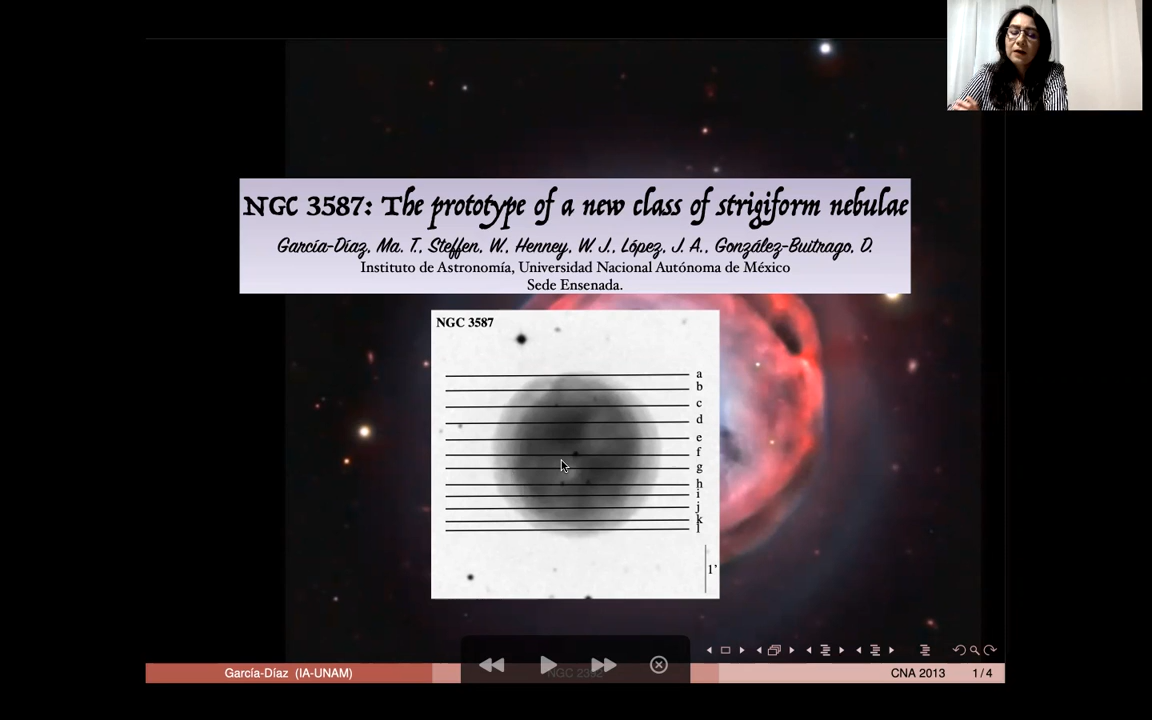 NGC 3587: The prototype of a new class of strigiform nebulae
García-Díaz, Ma. T., Steffen, W., Henney, W. J., López, J. A., González-Buitrago, D.
Instituto de Astronomía, Universidad Nacional Autónoma de México
Sede Ensenada.
NGC 3587
a
b
c
d
e
f
g
h
i
j
k
l
1’
García-Díaz (IA-UNAM)
NGC 2392
CNA 2013
1 / 4